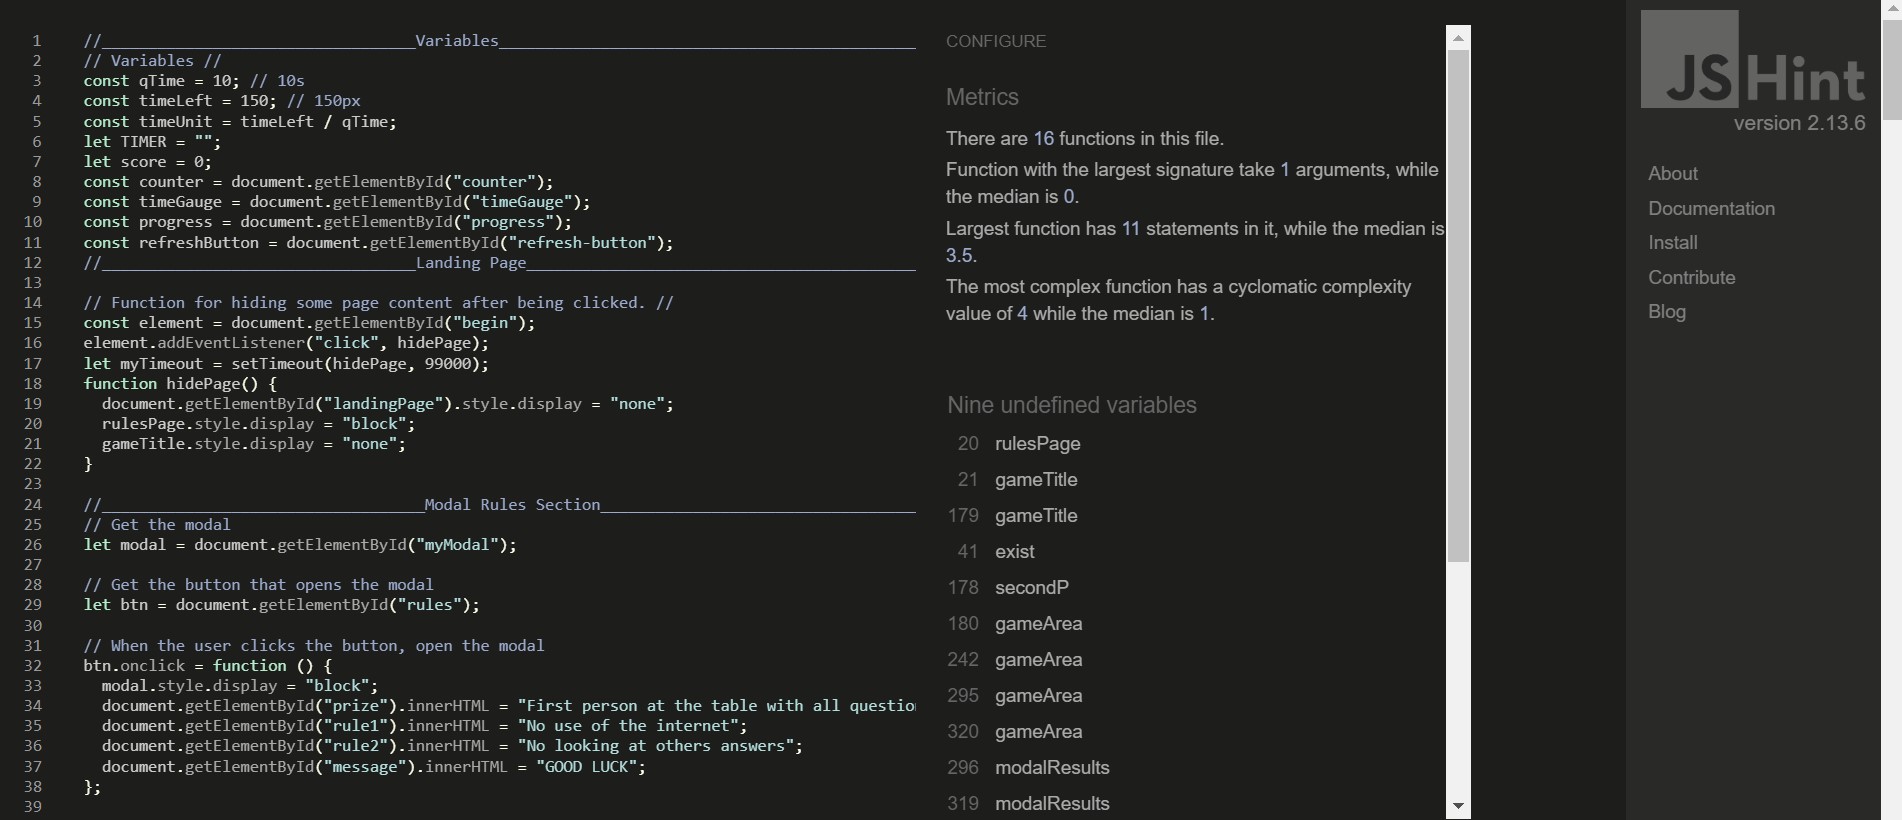 1 //__________________________________Variables_____________________________________________
2 // Variables //
3 const qTime = 10; // 10s
4 const timeLeft = 150; // 150px
5 const timeUnit = timeLeft / qTime;
6 let TIMER = "";
7 let score = 0;
8 const counter = document.getElementById("counter");
9 const timeGauge = document.getElementById("timeGauge");
10 const progress = document.getElementById("progress");
11 const refreshButton = document.getElementById("refresh-button");
12 //__________________________________Landing Page__________________________________________
13
14 // Function for hiding some page content after being clicked. //
15 const element = document.getElementById("begin");
16 element.addEventListener("click", hidePage);
17 let myTimeout = setTimeout(hidePage, 99000);
18 function hidePage() {
19 document.getElementById("landingPage").style.display = "none";
20 rulesPage.style.display = "block";
21 gameTitle.style.display = "none";
22 }
23
24 //___________________________________Modal Rules Section__________________________________
25 // Get the modal
26 let modal = document.getElementById("myModal");
27
28 // Get the button that opens the modal
29 let btn = document.getElementById("rules");
30
31 // When the user clicks the button, open the modal
32 btn.onclick = function () {
33 modal.style.display = "block";
34 document.getElementById("prize").innerHTML = "First person at the table with all
35 document.getElementById("rule1").innerHTML = "No use of the internet";
36 document.getElementById("rule2").innerHTML = "No looking at others answers";
37 document.getElementById("message").innerHTML = "GOOD LUCK";
38 };
39
CONFIGURE
Metrics
There are 16 functions in this file.
Function with the largest signature take 1 arguments, while
the median is 0.
Largest function has 11 statements in it, while the median is
3.5.
The most complex function has a cyclomatic complexity
value of 4 while the median is 1.
Nine undefined variables
20 rulesPage
21 gameTitle
179 gameTitle
41 exist
178 secondP
180 gameArea
242 gameArea
295 gameArea
320 gameArea
296 modalResults
319 modalResults
JSHint
version 2.13.6
About
Documentation
Install
Contribute
Blog